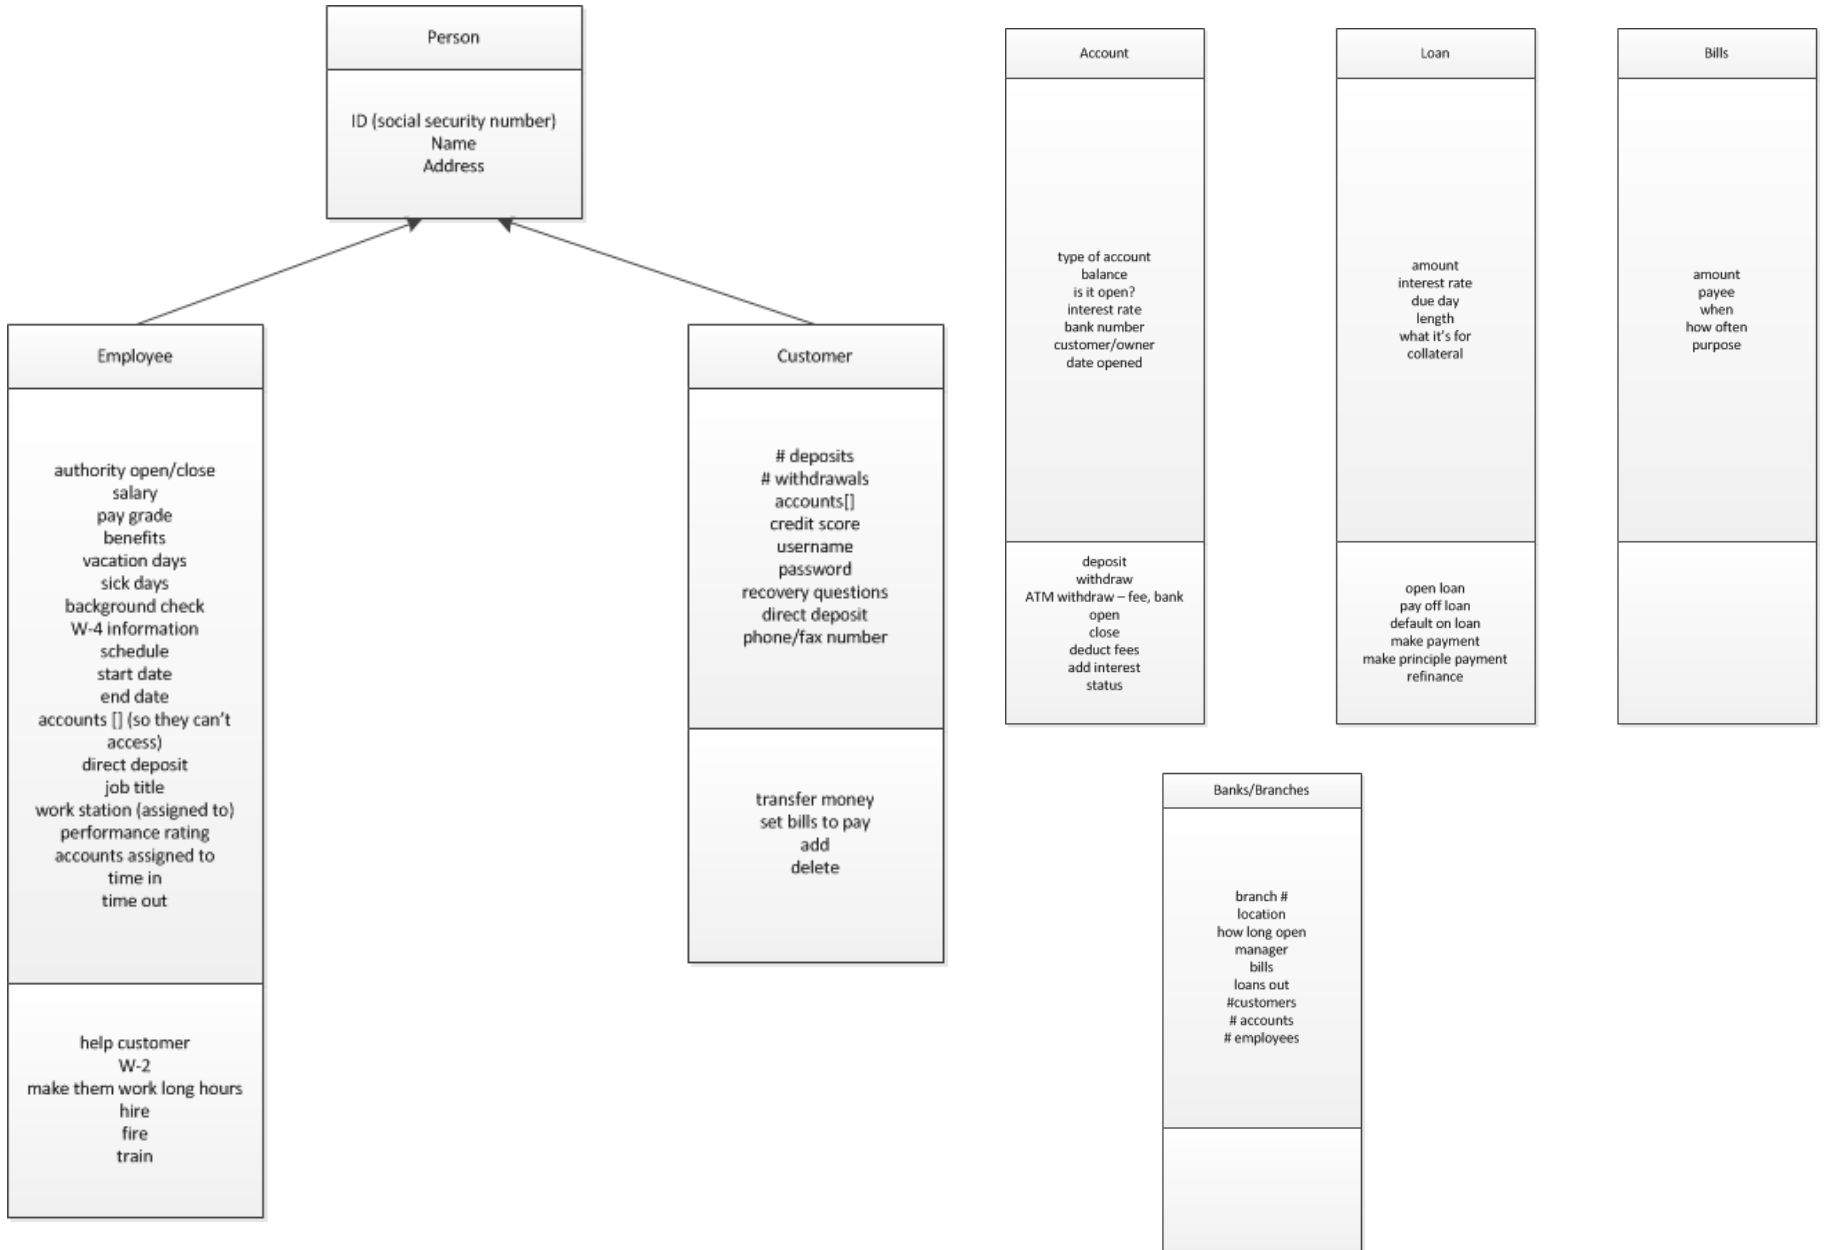 Person
ID (social security number)
Name
Address
Employee
authority open/close
salary
pay grade
benefits
vacation days
sick days
background check
W-4 information
schedule
start date
end date
accounts [] (so they can't
access)
direct deposit
job title
work station (assigned to)
performance rating
accounts assigned to
time in
time out
help customer
W-2
make them work long hours
hire
fire
train
Customer
# deposits
# withdrawals
accounts[]
credit score
username
password
recovery questions
direct deposit
phone/fax number
transfer money
set bills to pay
add
delete
Account
type of account
balance
is it open?
interest rate
bank number
customer/owner
date opened
deposit
withdraw
ATM withdraw – fee, bank
open
close
deduct fees
add interest
status
Loan
amount
interest rate
due day
length
what it's for
collateral
open loan
pay off loan
default on loan
make payment
make principle payment
refinance
Bills
amount
payee
when
how often
purpose
Banks/Branches
branch #
location
how long open
manager
bills
loans out
#customers
# accounts
# employees